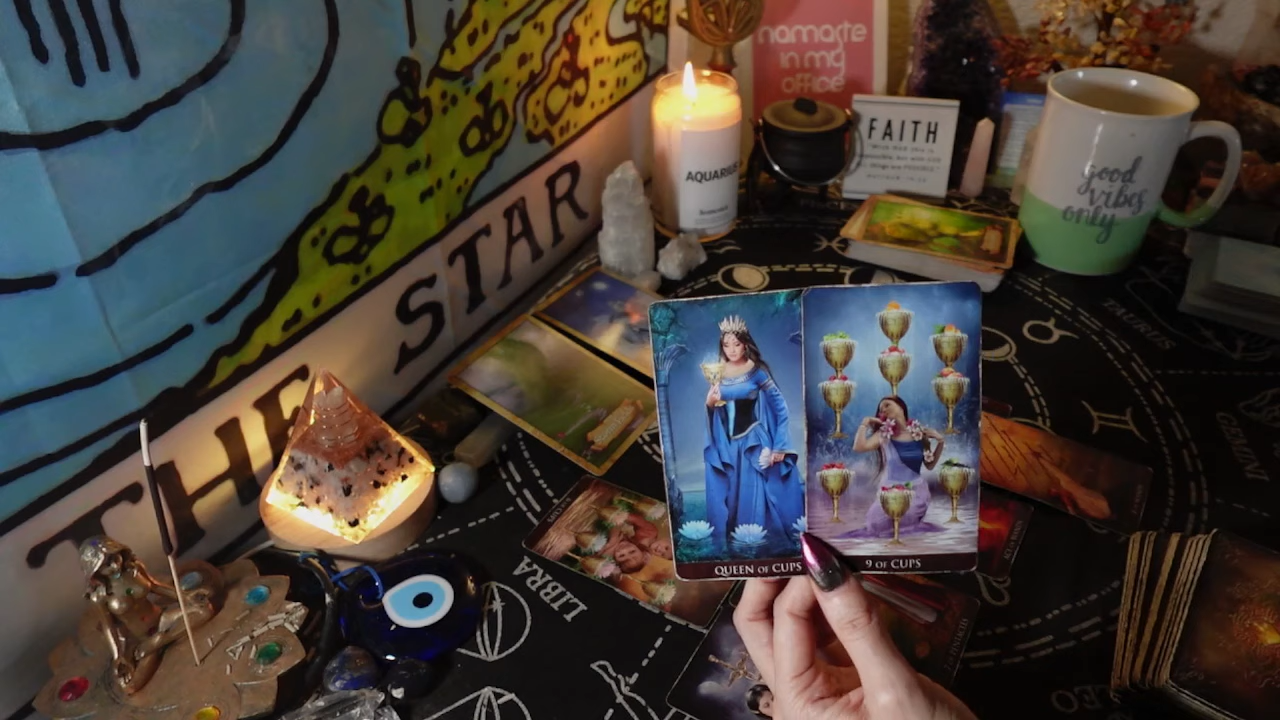 THE STAR
namaste
in my
office
AQUARIUS
FAITH
good
vibes
only
TAURUS
GEMINI
LIBRA
LEO
QUEEN OF CUPS
9 OF CUPS